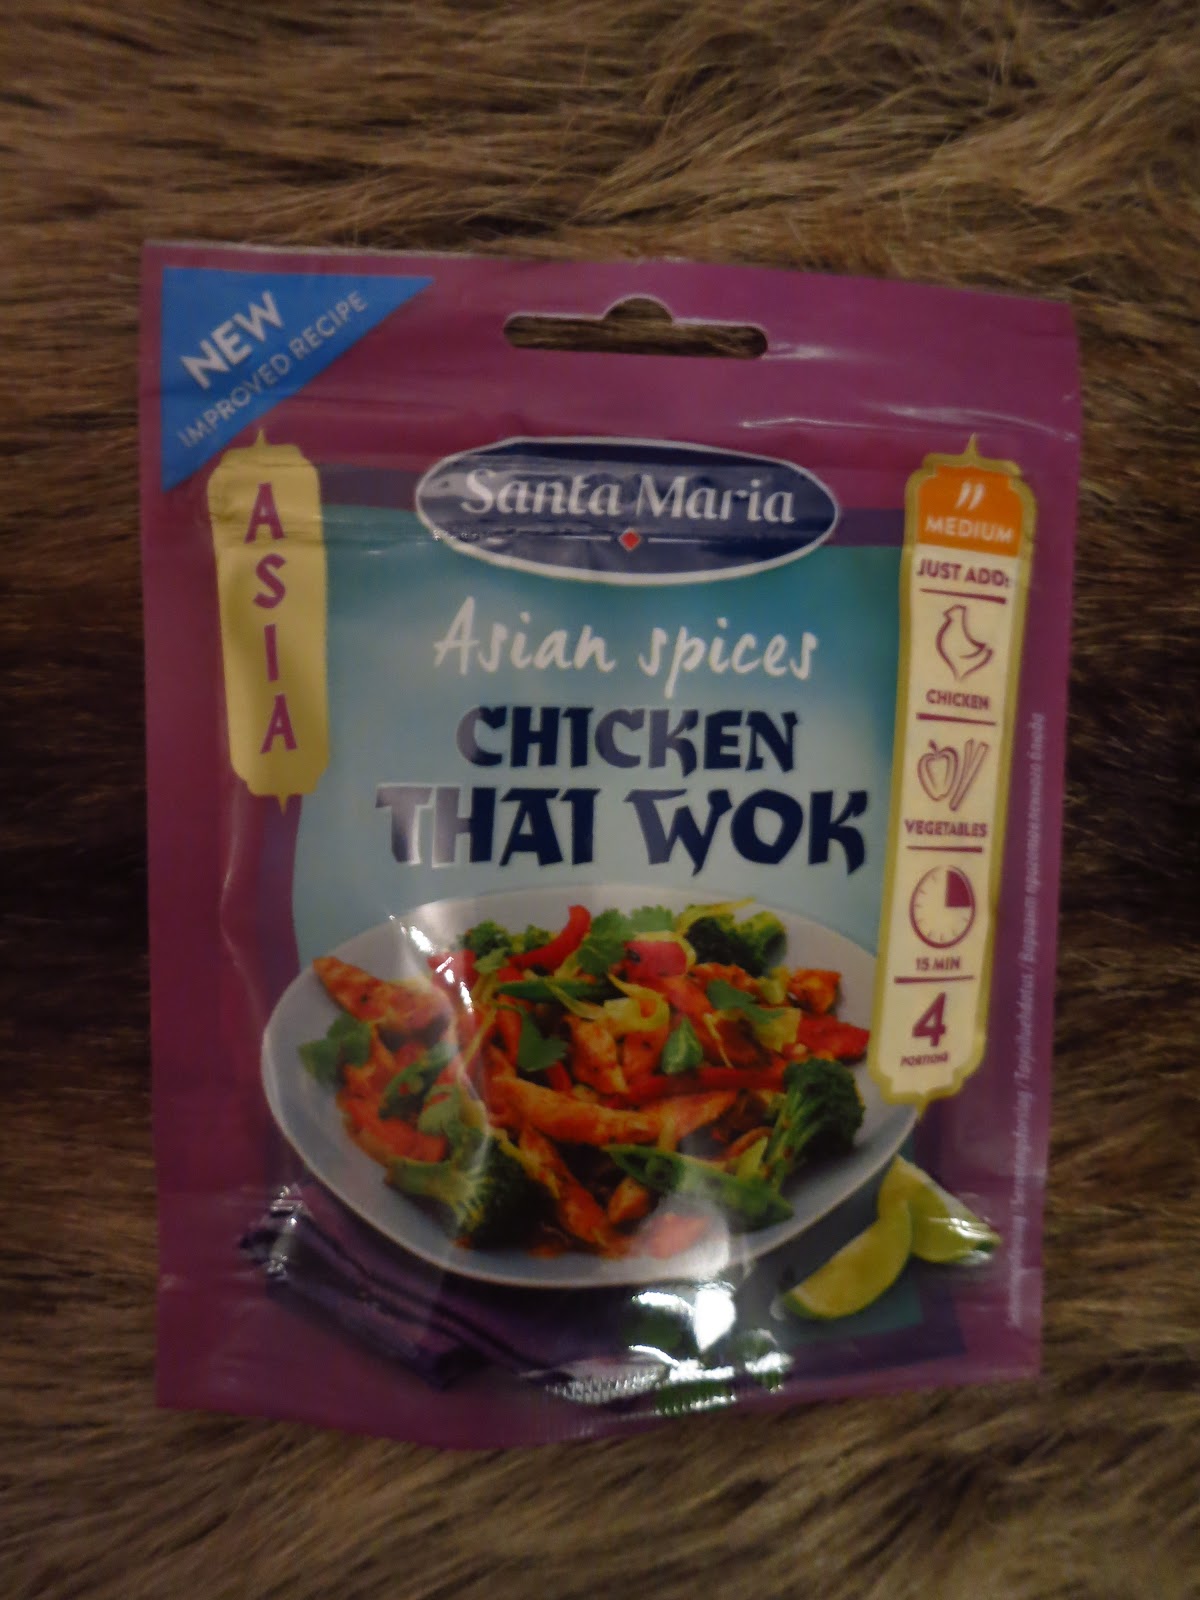 NEW
IMPROVED RECIPE
ASIA
Santa Maria
Asian spices
CHICKEN
THAI WOK
MEDIUM
JUST ADD:
CHICKEN
VEGETABLES
15 MIN
4
PORTIONS